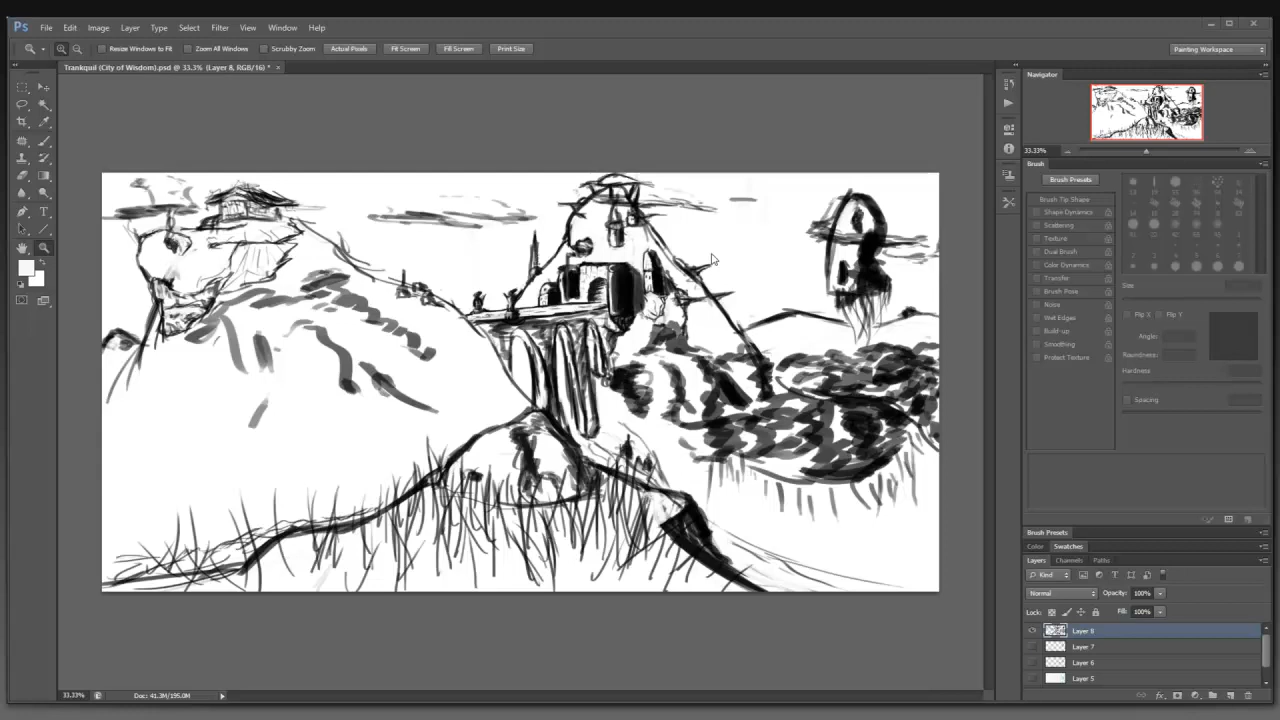 Ps File Edit Image Layer Type Select Filter View Window Help
Resize Windows to Fit Zoom All Windows Scrubby Zoom Actual Pixels Fit Screen Fill Screen Print Size Painting Workspace
Trankquil (City of Wisdom).psd @ 33.3% (Layer 8, RGB/16) *
Navigator
33.33%
Brush
Brush Presets
Brush Tip Shape
Shape Dynamics
Scattering
Texture
Dual Brush
Color Dynamics
Transfer
Brush Pose
Noise
Wet Edges
Build-up
Smoothing
Protect Texture
Size
Flip X Flip Y
Angle:
Roundness:
Hardness
Spacing
Brush Presets
Color Swatches
Layers Channels Paths
Kind
Normal Opacity: 100%
Lock: Fill: 100%
Layer 8
Layer 7
Layer 6
Layer 5
33.33% Doc: 41.3M/195.0M